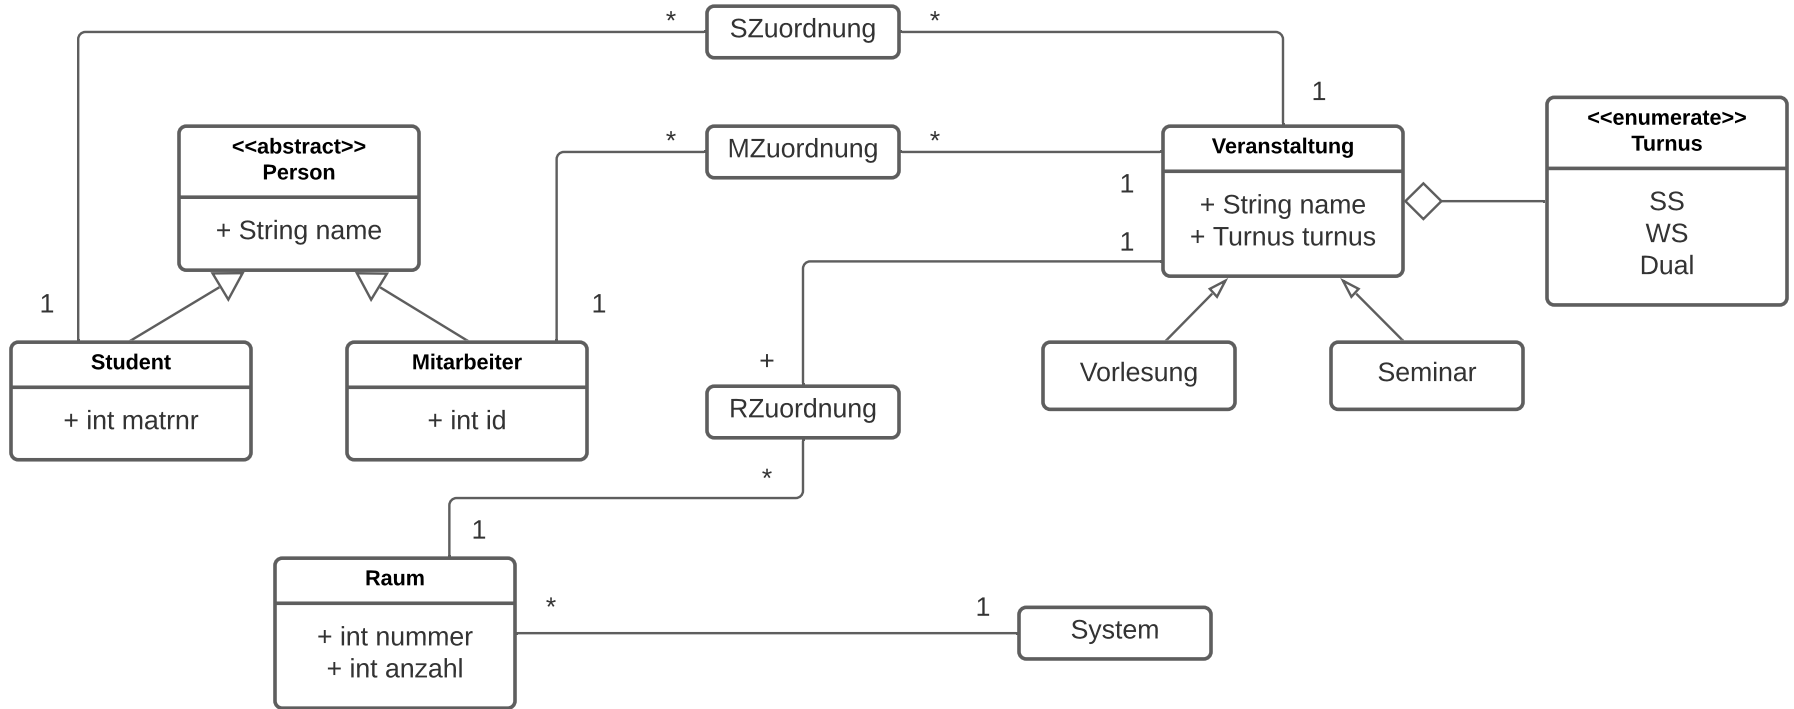 * SZuordnung *
1
<<abstract>>
Person
+ String name
* MZuordnung *
1
1
Veranstaltung
+ String name
+ Turnus turnus
<<enumerate>>
Turnus
SS
WS
Dual
1
1
Student
+ int matrnr
Mitarbeiter
+ int id
+
RZuordnung
*
Vorlesung
Seminar
1
Raum
+ int nummer
+ int anzahl
*
1
System